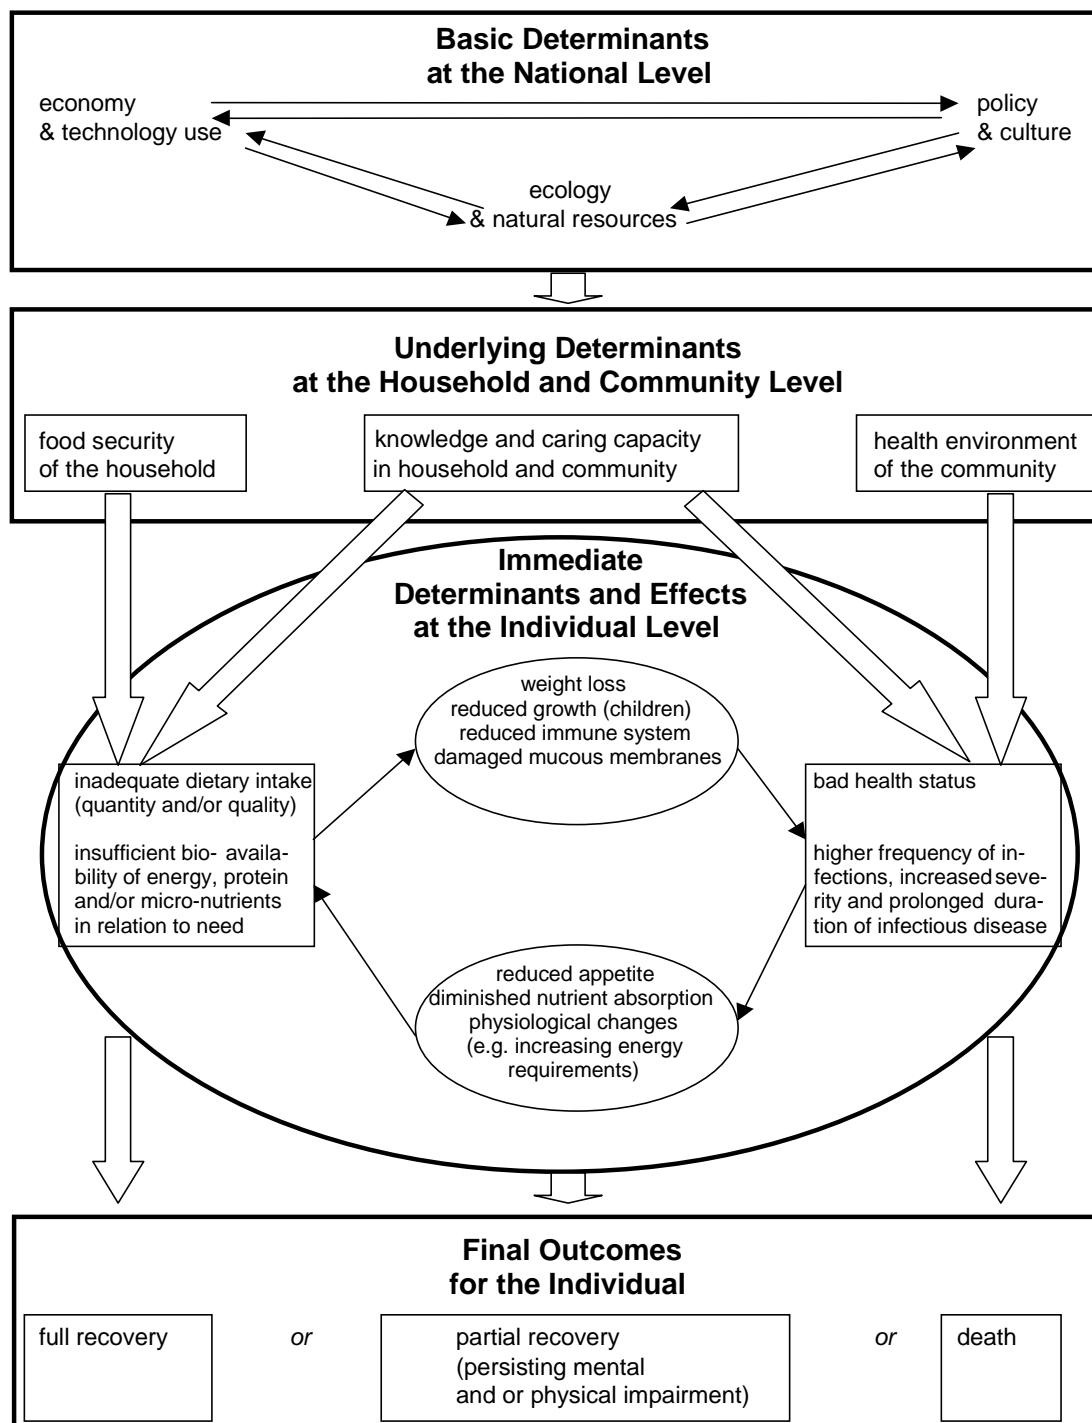 Basic Determinants
at the National Level
economy
& technology use
policy
& culture
ecology
& natural resources
Underlying Determinants
at the Household and Community Level
food security
of the household
knowledge and caring capacity
in household and community
health environment
of the community
Immediate
Determinants and Effects
at the Individual Level
weight loss
reduced growth (children)
reduced immune system
damaged mucous membranes
inadequate dietary intake
(quantity and/or quality)
insufficient bio- availa-
bility of energy, protein
and/or micro-nutrients
in relation to need
bad health status
higher frequency of in-
fections, increased seve-
rity and prolonged dura-
tion of infectious disease
reduced appetite
diminished nutrient absorption
physiological changes
(e.g. increasing energy
requirements)
Final Outcomes
for the Individual
full recovery
or
partial recovery
(persisting mental
and or physical impairment)
or
death